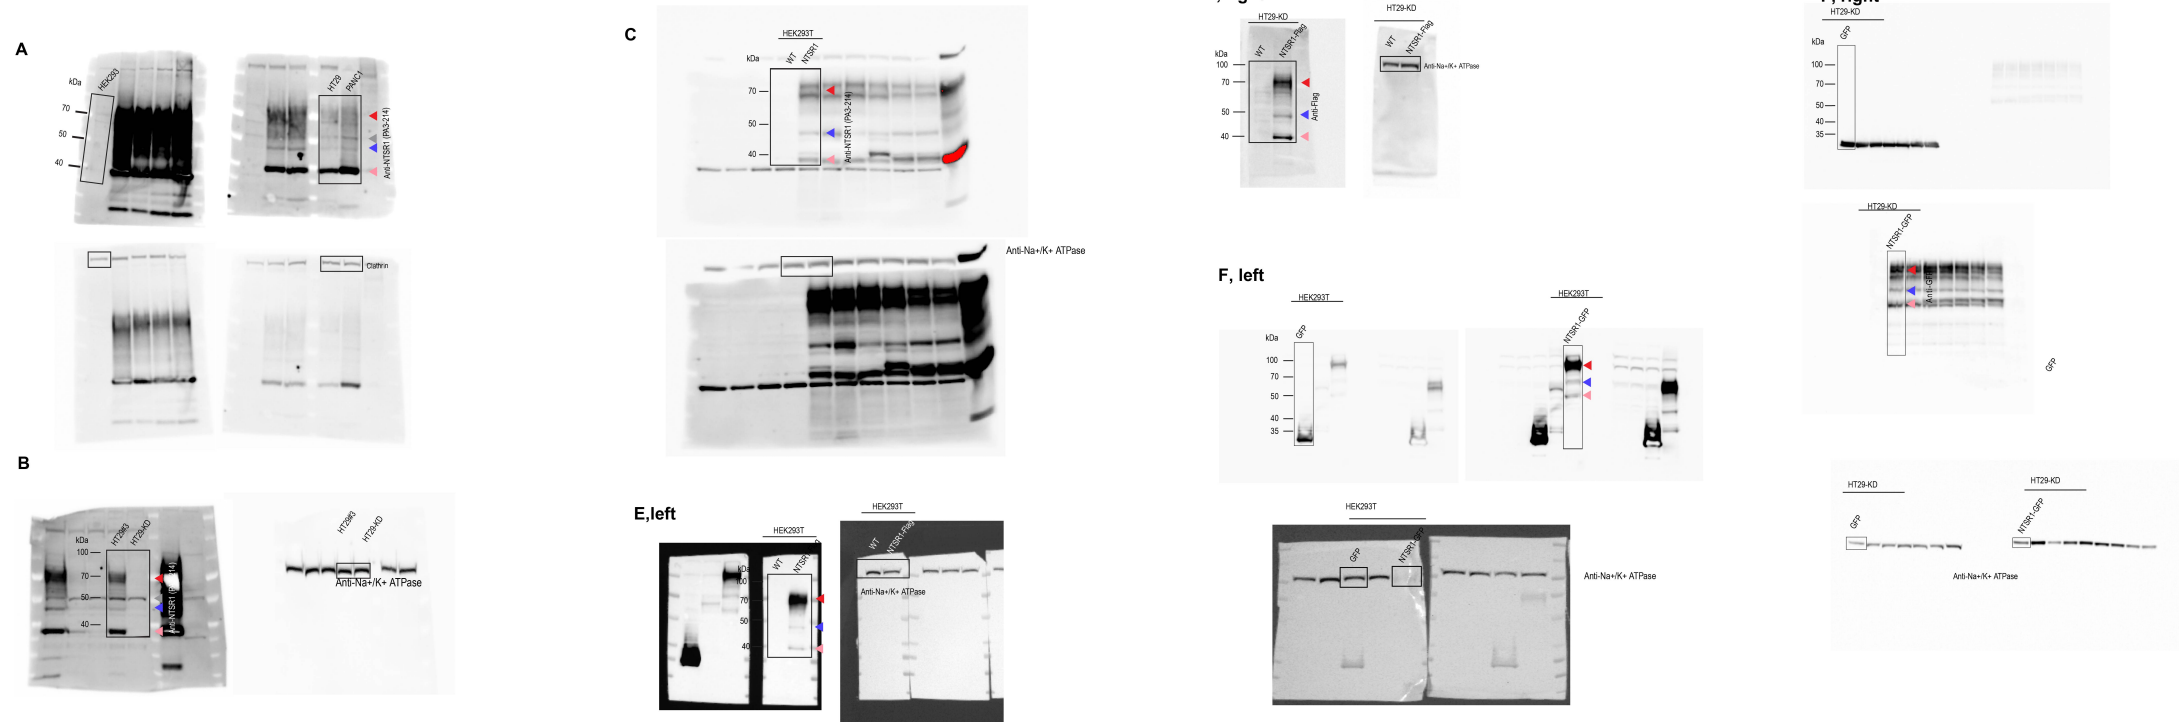 A
kDa
HEK293
70
50
40
HT29
PANC1
Anti-NTSR1 (PA3-214)
Clathrin
B
kDa
100
70
50
40
HT29#3
HT29-KD
HT29#3
HT29-KD
Anti-Na+/K+ ATPase
C
HEK293T
kDa
WT
NTSR1
70
50
40
Anti-NTSR1 (PA3-214)
Anti-Na+/K+ ATPase
E,left
HEK293T
kDa
WT
100
70
50
40
HEK293T
WT
NTSR1-Flag
Anti-Na+/K+ ATPase
HT29-KD
kDa
WT
NTSR1-Flag
100
70
50
40
Anti-Flag
HT29-KD
WT
NTSR1-Flag
Anti-Na+/K+ ATPase
F, left
HEK293T
kDa
GFP
100
70
50
40
35
HEK293T
NTSR1-GFP
HEK293T
GFP
NTSR1-GFP
Anti-Na+/K+ ATPase
HT29-KD
kDa
GFP
100
70
50
40
35
HT29-KD
NTSR1-GFP
GFP
HT29-KD
GFP
HT29-KD
NTSR1-GFP
Anti-Na+/K+ ATPase